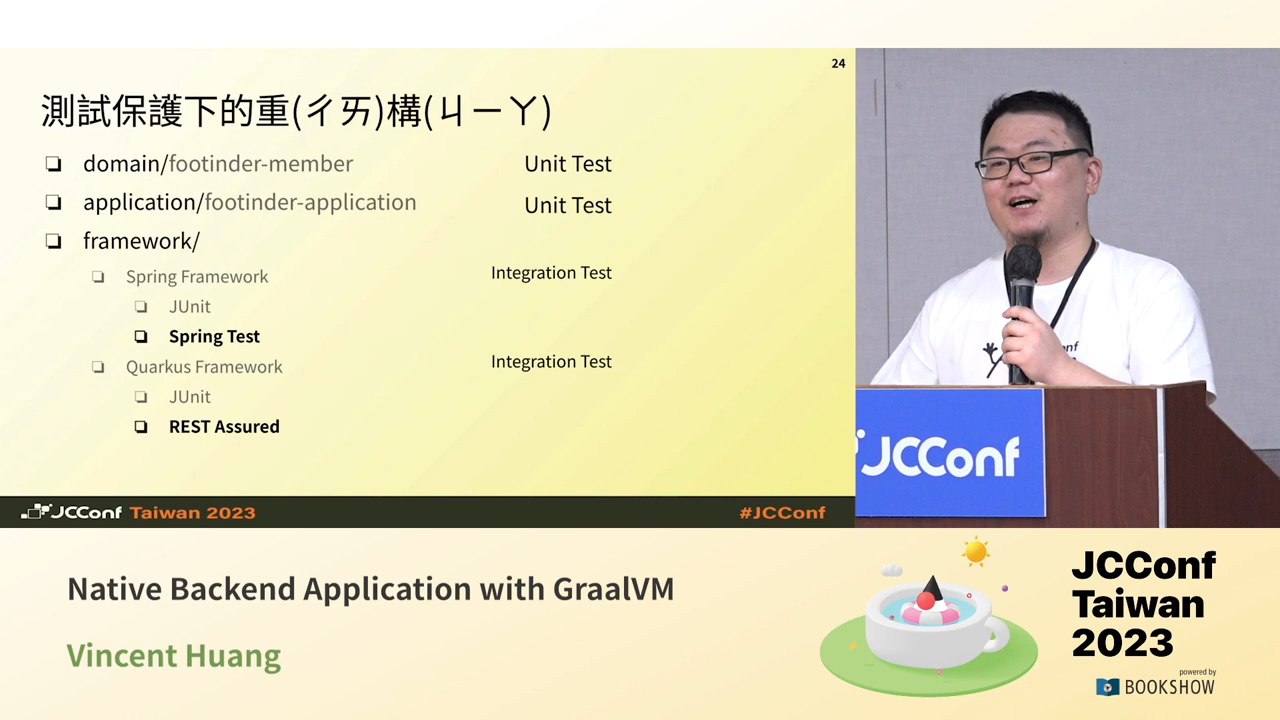 24
測試保護下的重(ㄔㄞ)構(ㄐㄧㄚ)
❏ domain/footinder-member Unit Test
❏ application/footinder-application Unit Test
❏ framework/
❏ Spring Framework Integration Test
❏ JUnit
❏ Spring Test
❏ Quarkus Framework Integration Test
❏ JUnit
❏ REST Assured
JCConf Taiwan 2023 #JCConf
JCConf
Native Backend Application with GraalVM
Vincent Huang
JCConf
Taiwan
2023
powered by
BOOKSHOW